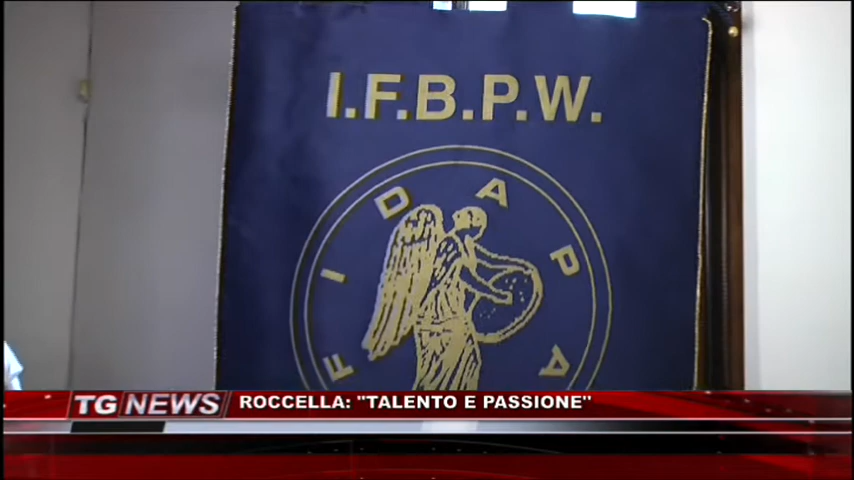 I.F.B.P.W.
FIDAPA
TG NEWS
ROCCELLA: "TALENTO E PASSIONE"